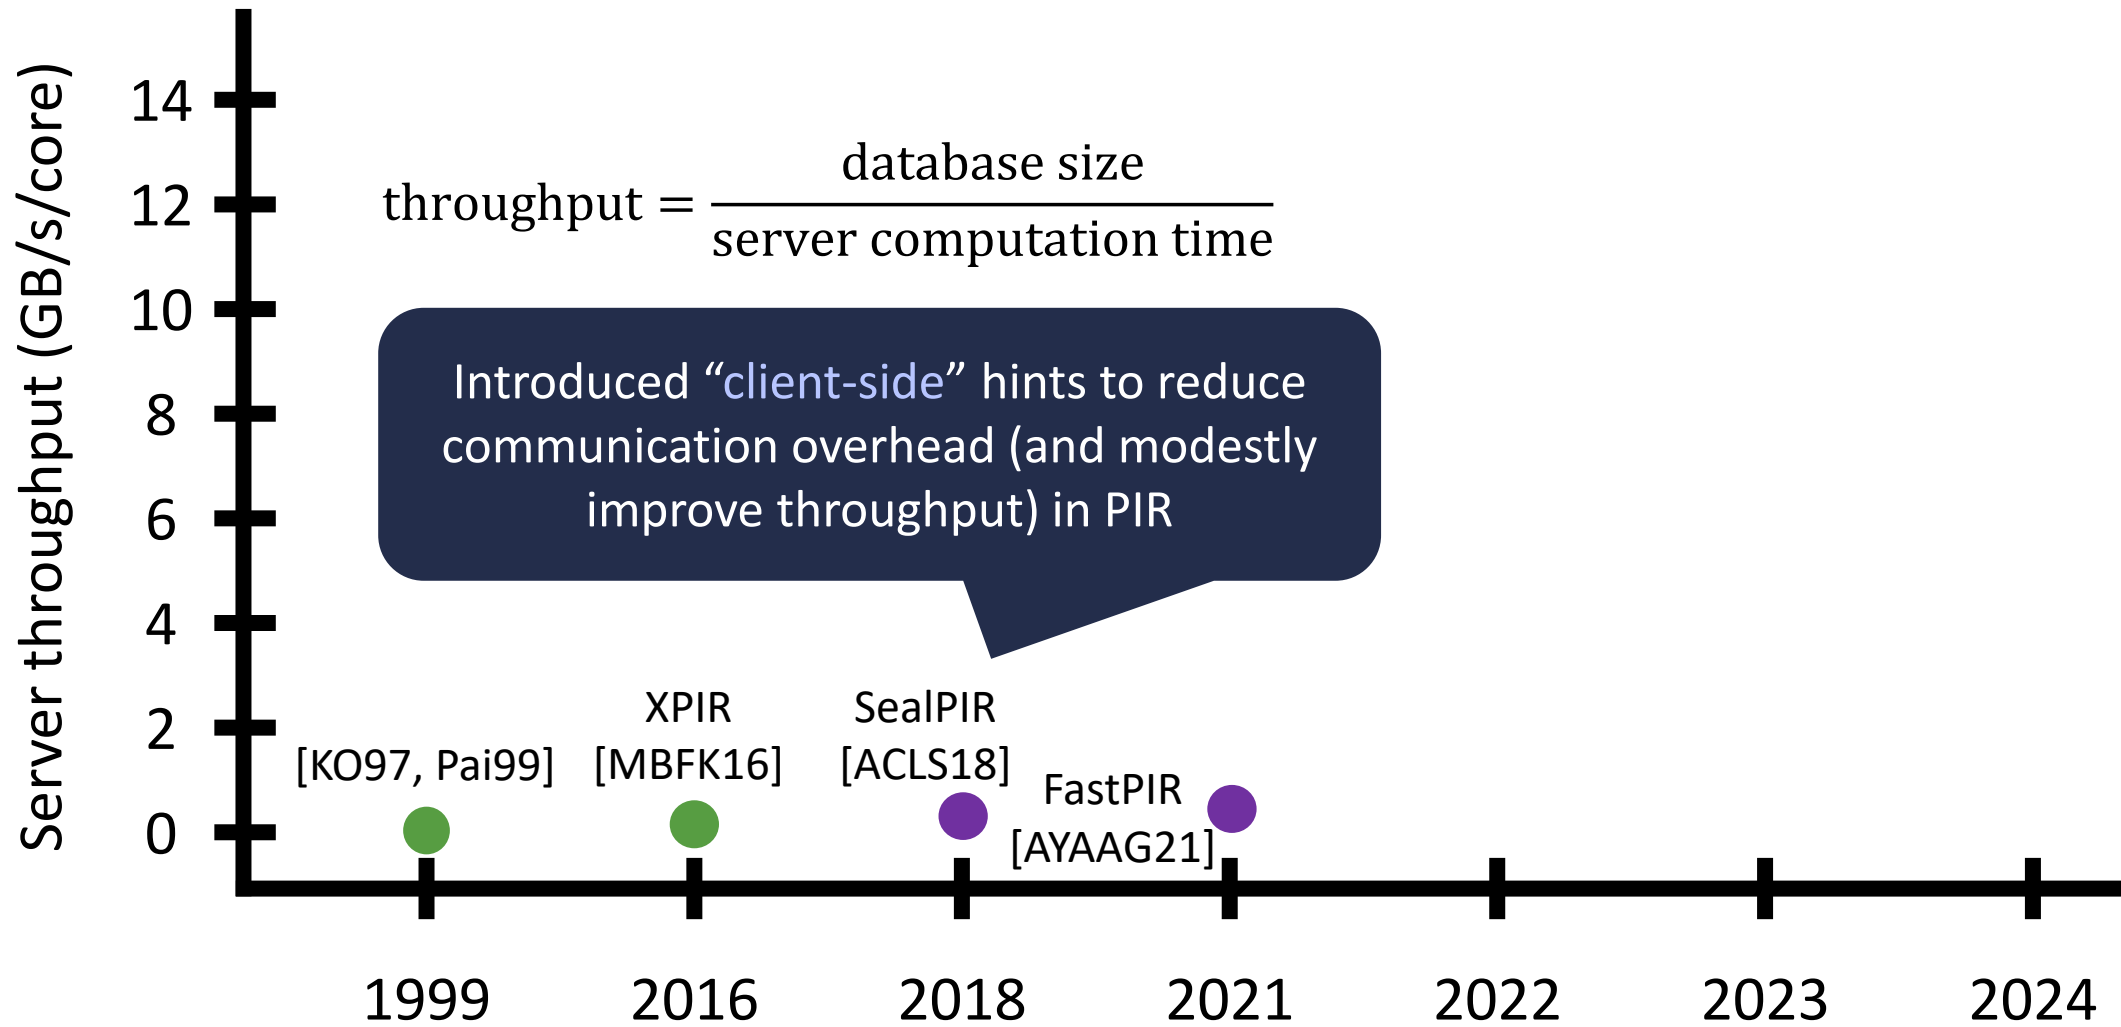 Server throughput (GB/s/core)
14
12
10
8
6
4
2
0
throughput = database size / server computation time
Introduced “client-side” hints to reduce
communication overhead (and modestly
improve throughput) in PIR
[KO97, Pai99]
XPIR
[MBFK16]
SealPIR
[ACLS18]
FastPIR
[AYAAG21]
1999 2016 2018 2021 2022 2023 2024